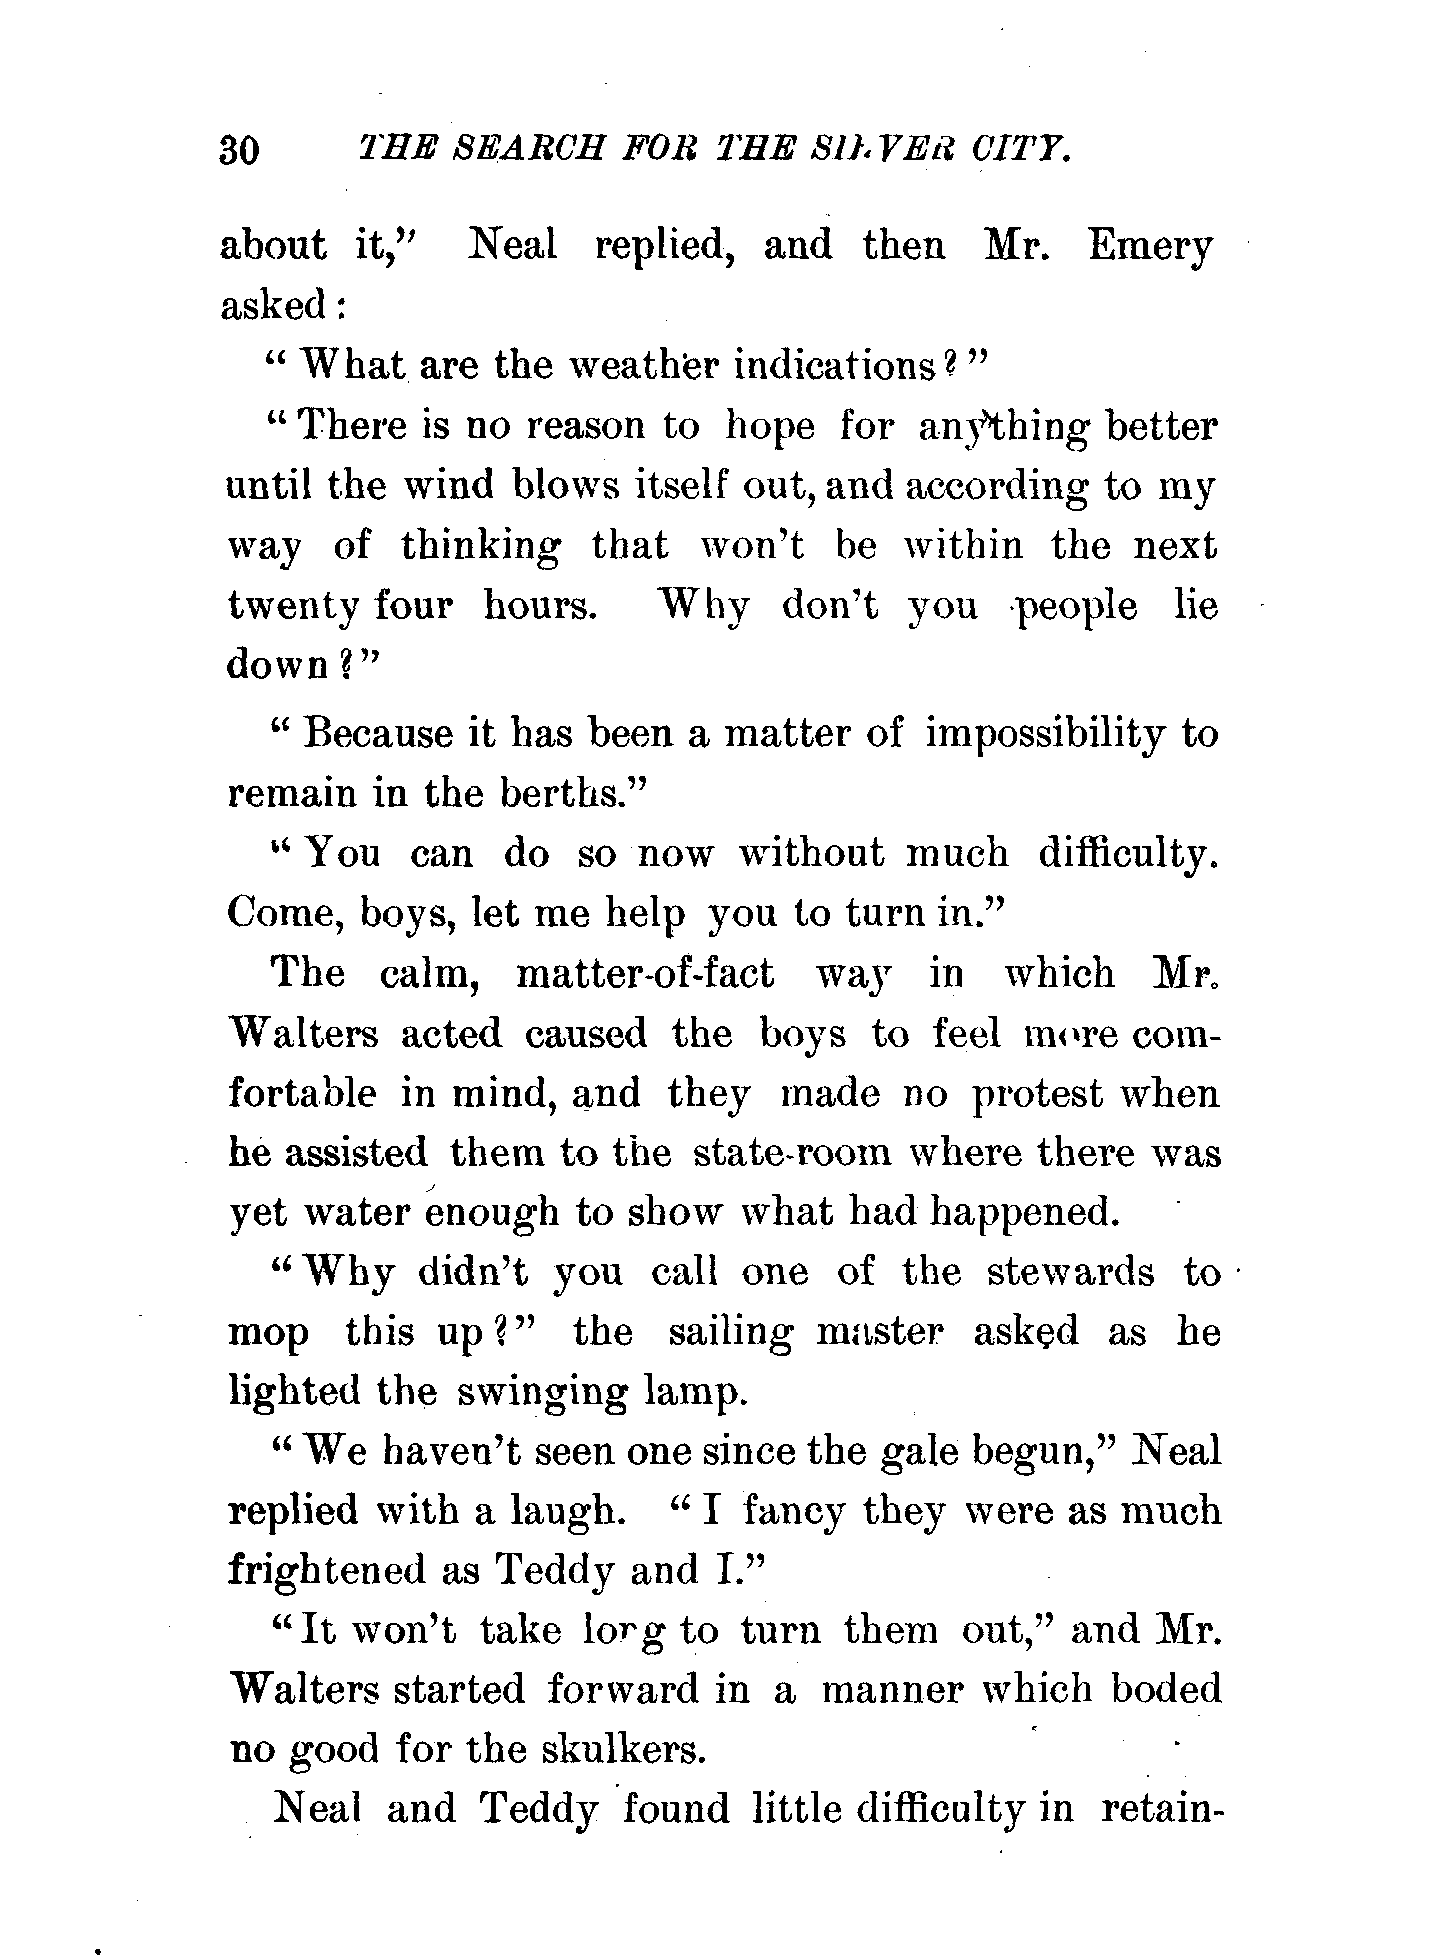 30 THE SEARCH FOR THE SILVER CITY.
about it," Neal replied, and then Mr. Emery
asked:
"What are the weather indications?"
"There is no reason to hope for anything better
until the wind blows itself out, and according to my
way of thinking that won't be within the next
twenty four hours. Why don't you people lie
down?"
"Because it has been a matter of impossibility to
remain in the berths."
"You can do so now without much difficulty.
Come, boys, let me help you to turn in."
The calm, matter-of-fact way in which Mr.
Walters acted caused the boys to feel more com-
fortable in mind, and they made no protest when
he assisted them to the state-room where there was
yet water enough to show what had happened.
"Why didn't you call one of the stewards to
mop this up?" the sailing master asked as he
lighted the swinging lamp.
"We haven't seen one since the gale begun," Neal
replied with a laugh. "I fancy they were as much
frightened as Teddy and I."
"It won't take long to turn them out," and Mr.
Walters started forward in a manner which boded
no good for the skulkers.
Neal and Teddy found little difficulty in retain-